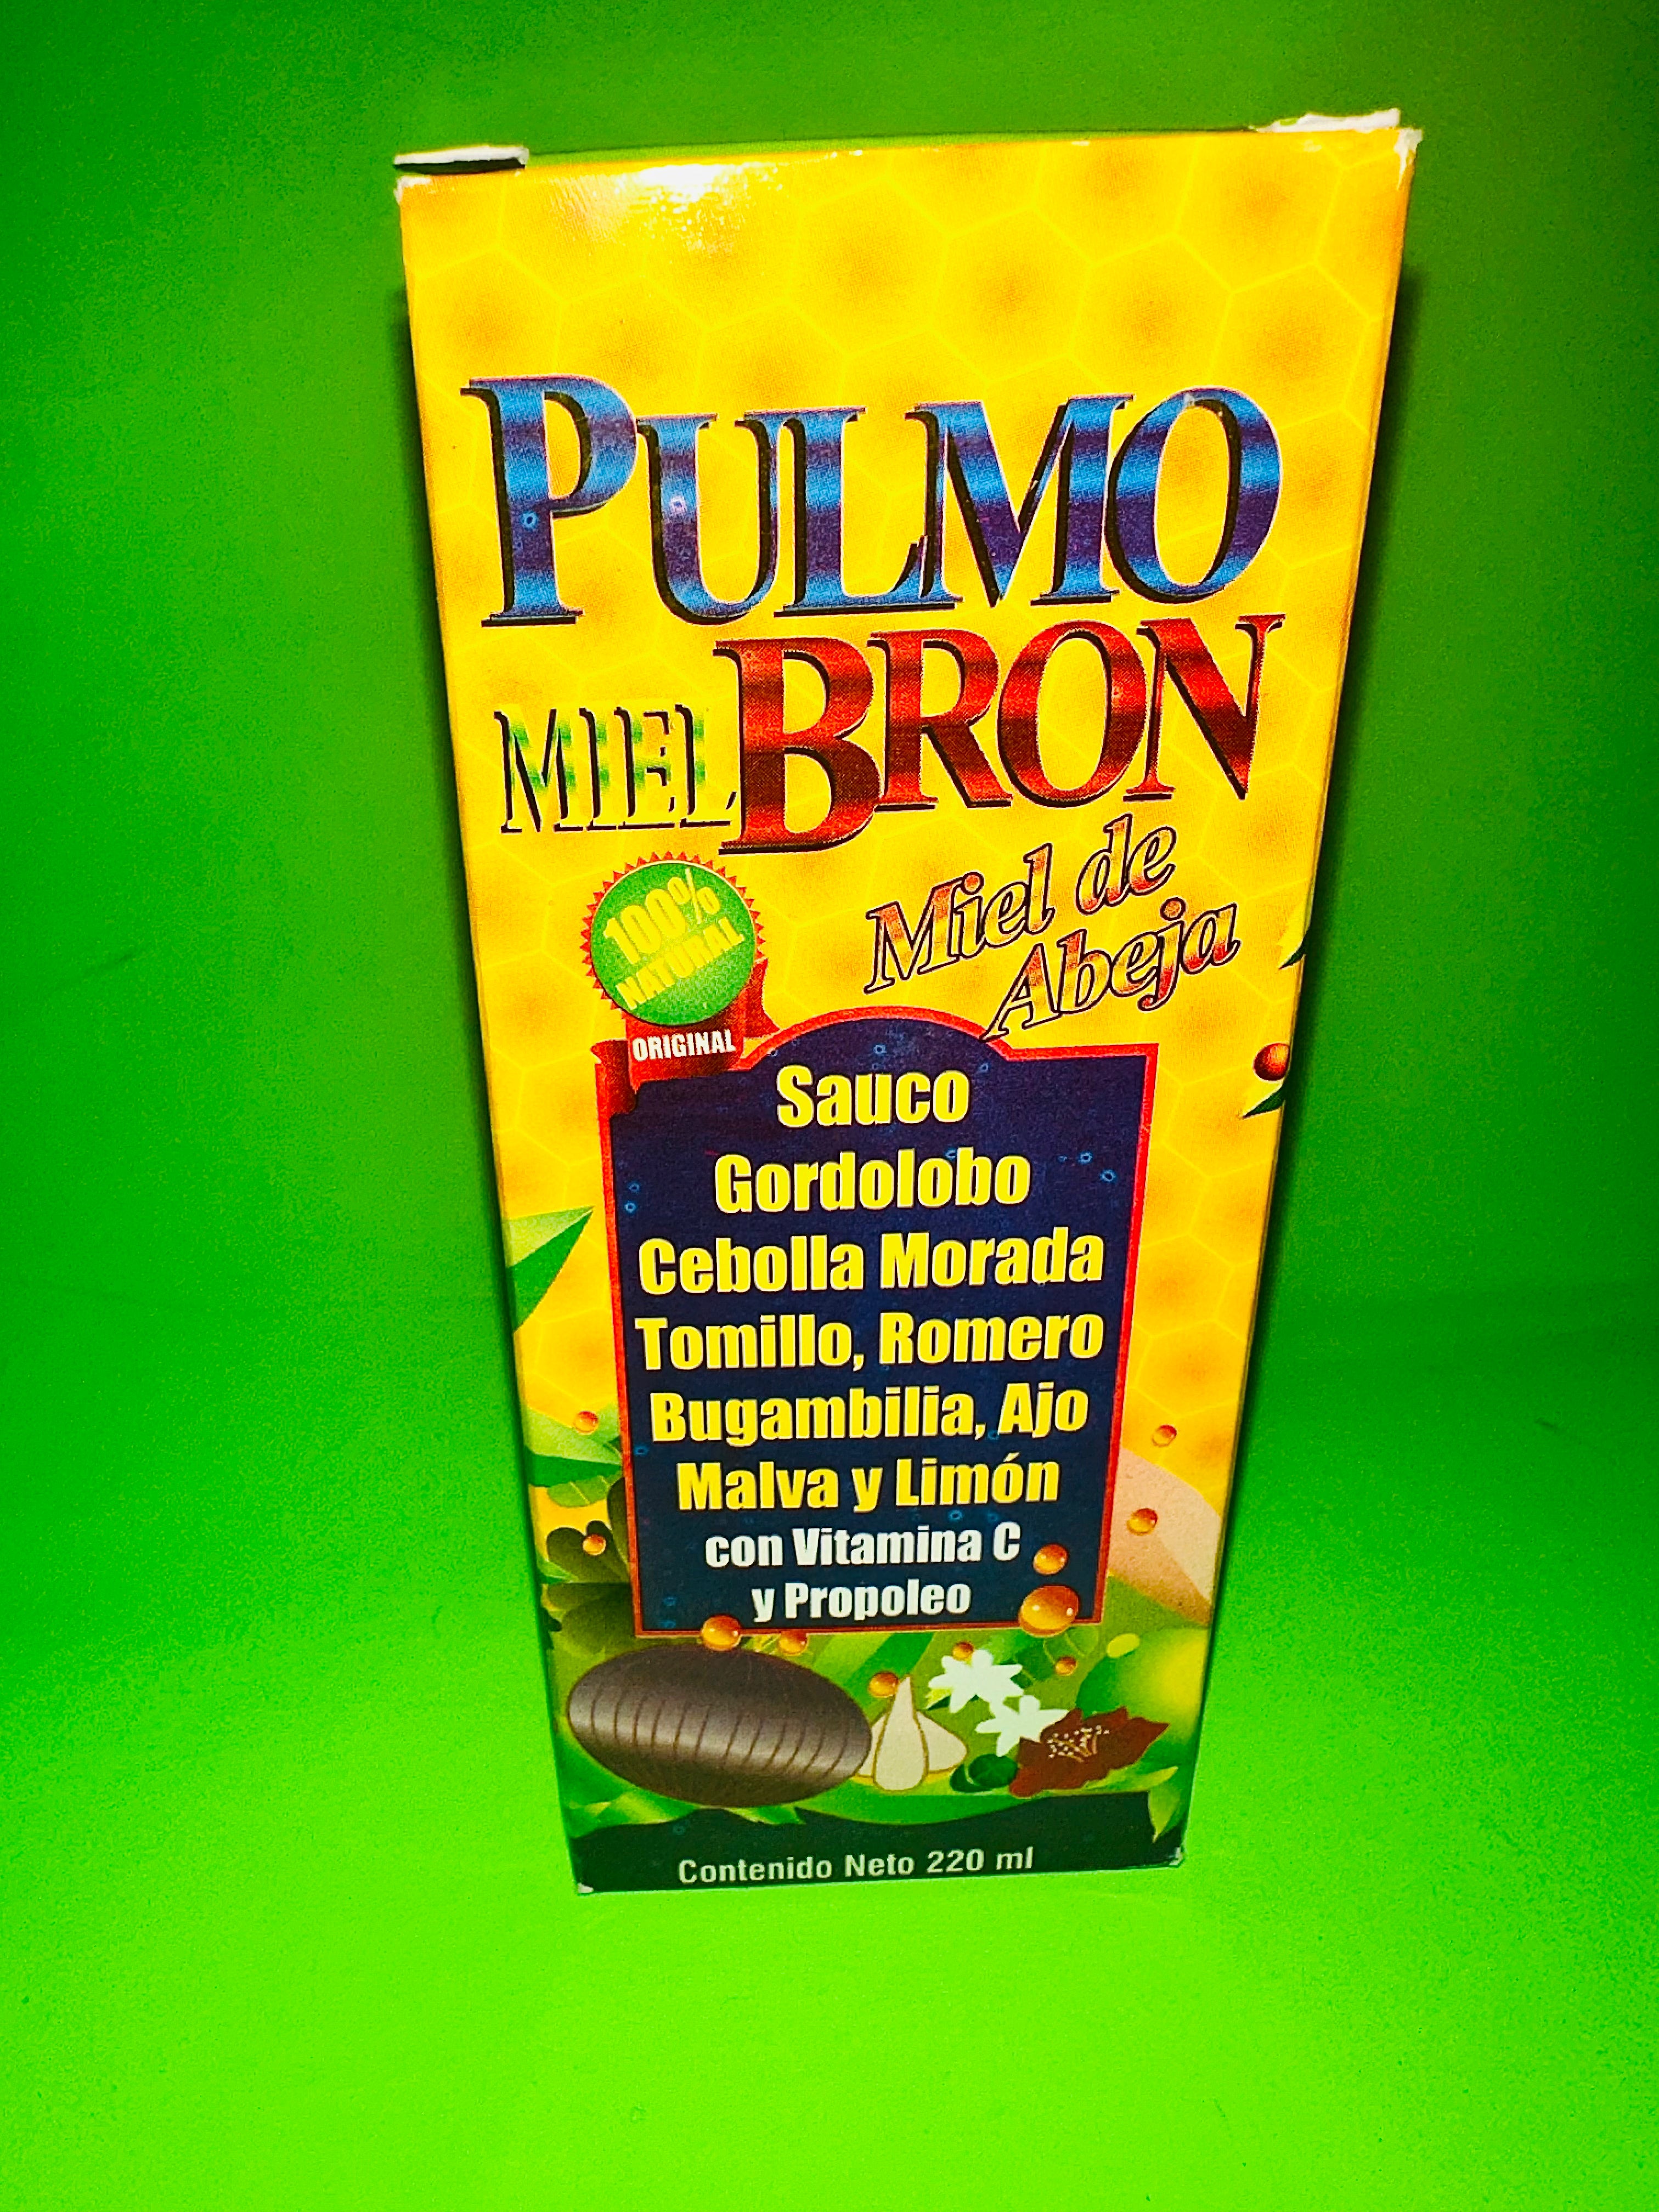 PULMO
MIEL BRON
Miel de
Abeja
100%
NATURAL
ORIGINAL
Sauco
Gordolobo
Cebolla Morada
Tomillo, Romero
Bugambilia, Ajo
Malva y Limón
con Vitamina C
y Propoleo
Contenido Neto 220 ml